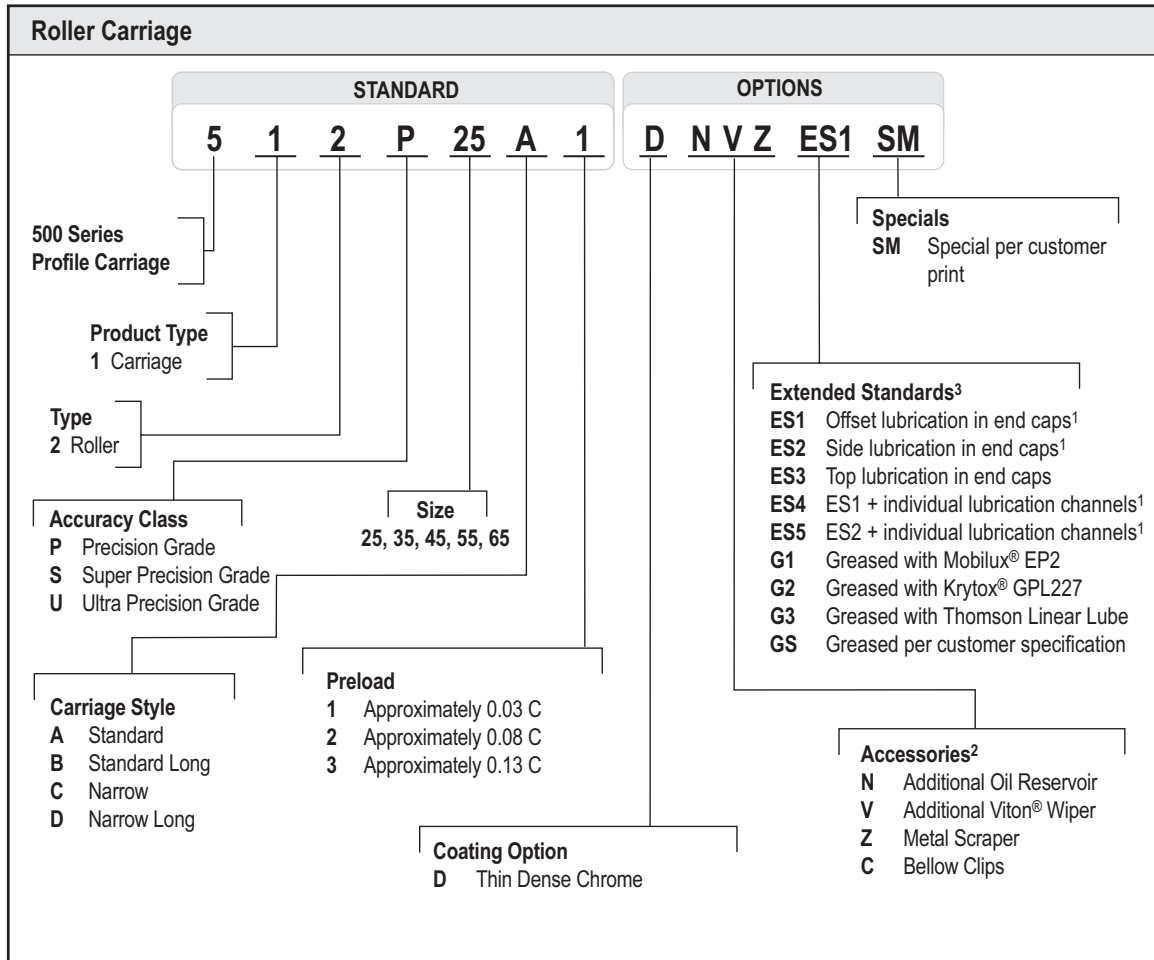 Roller Carriage
STANDARD
OPTIONS
5 1 2 P 25 A 1 D N V Z ES1 SM
500 Series
Profile Carriage
Specials
SM Special per customer
print
Product Type
1 Carriage
Type
2 Roller
Extended Standards³
ES1 Offset lubrication in end caps¹
ES2 Side lubrication in end caps¹
ES3 Top lubrication in end caps
ES4 ES1 + individual lubrication channels¹
ES5 ES2 + individual lubrication channels¹
G1 Greased with Mobilux® EP2
G2 Greased with Krytox® GPL227
G3 Greased with Thomson Linear Lube
GS Greased per customer specification
Accuracy Class
P Precision Grade
S Super Precision Grade
U Ultra Precision Grade
Size
25, 35, 45, 55, 65
Carriage Style
A Standard
B Standard Long
C Narrow
D Narrow Long
Preload
1 Approximately 0.03 C
2 Approximately 0.08 C
3 Approximately 0.13 C
Accessories²
N Additional Oil Reservoir
V Additional Viton® Wiper
Z Metal Scraper
C Bellow Clips
Coating Option
D Thin Dense Chrome